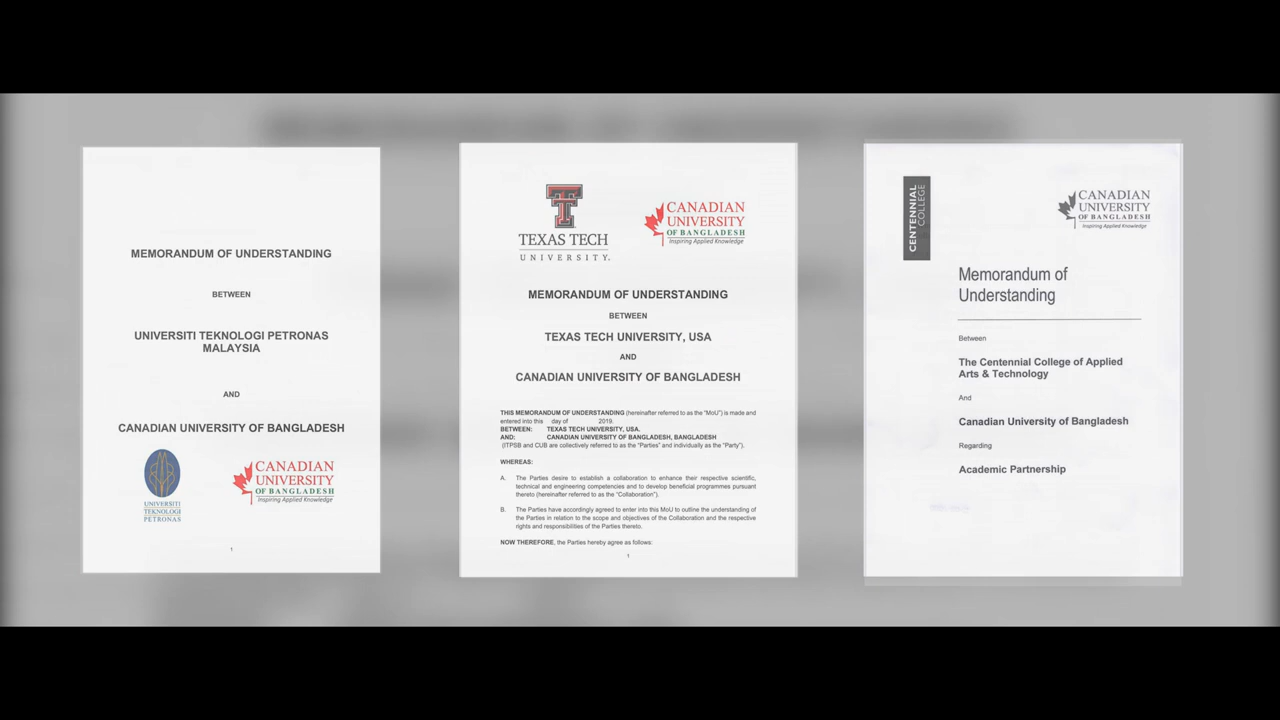 MEMORANDUM OF UNDERSTANDING
BETWEEN
UNIVERSITI TEKNOLOGI PETRONAS
MALAYSIA
AND
CANADIAN UNIVERSITY OF BANGLADESH
UNIVERSITI
TEKNOLOGI
PETRONAS
CANADIAN
UNIVERSITY
OF BANGLADESH
Inspiring Applied Knowledge
1
TEXAS TECH
UNIVERSITY.
CANADIAN
UNIVERSITY
OF BANGLADESH
Inspiring Applied Knowledge
MEMORANDUM OF UNDERSTANDING
BETWEEN
TEXAS TECH UNIVERSITY, USA
AND
CANADIAN UNIVERSITY OF BANGLADESH
THIS MEMORANDUM OF UNDERSTANDING (hereinafter referred to as the "MoU") is made and
entered into this day of 2019.
BETWEEN: TEXAS TECH UNIVERSITY, USA.
AND: CANADIAN UNIVERSITY OF BANGLADESH, BANGLADESH
(ITPSB and CUB are collectively referred to as the "Parties" and individually as the "Party").
WHEREAS:
A. The Parties desire to establish a collaboration to enhance their respective scientific,
technical and engineering competencies and to develop beneficial programmes pursuant
thereto (hereinafter referred to as the "Collaboration").
B. The Parties have accordingly agreed to enter into this MoU to outline the understanding of
the Parties in relation to the scope and objectives of the Collaboration and the respective
rights and responsibilities of the Parties thereto.
NOW THEREFORE, the Parties hereby agree as follows:
1
CENTENNIAL
COLLEGE
CANADIAN
UNIVERSITY
OF BANGLADESH
Inspiring Applied Knowledge
Memorandum of
Understanding
Between
The Centennial College of Applied
Arts & Technology
And
Canadian University of Bangladesh
Regarding
Academic Partnership